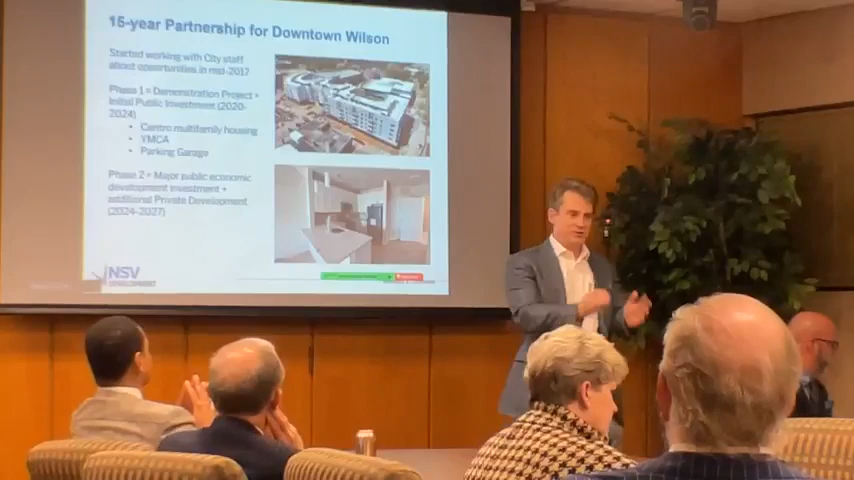 15-year Partnership for Downtown Wilson
Started working with City staff
about opportunities in mid-2017
Phase 1 = Demonstration Project +
Initial Public Investment (2020-
2024)
• Centro multifamily housing
• YMCA
• Parking Garage
Phase 2 = Major public economic
development investment +
additional Private Development
(2024-2027)
NSV
DEVELOPMENT